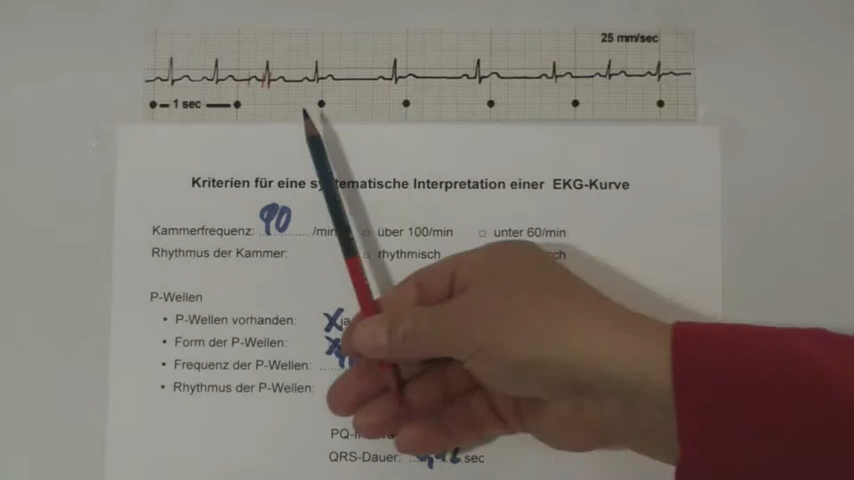 25 mm/sec
1 sec
Kriterien für eine systematische Interpretation einer EKG-Kurve
Kammerfrequenz: 90 /min □ über 100/min □ unter 60/min
Rhythmus der Kammer: □ rhythmisch
P-Wellen
• P-Wellen vorhanden: X ja
• Form der P-Wellen:
• Frequenz der P-Wellen:
• Rhythmus der P-Wellen:
QRS-Dauer: sec